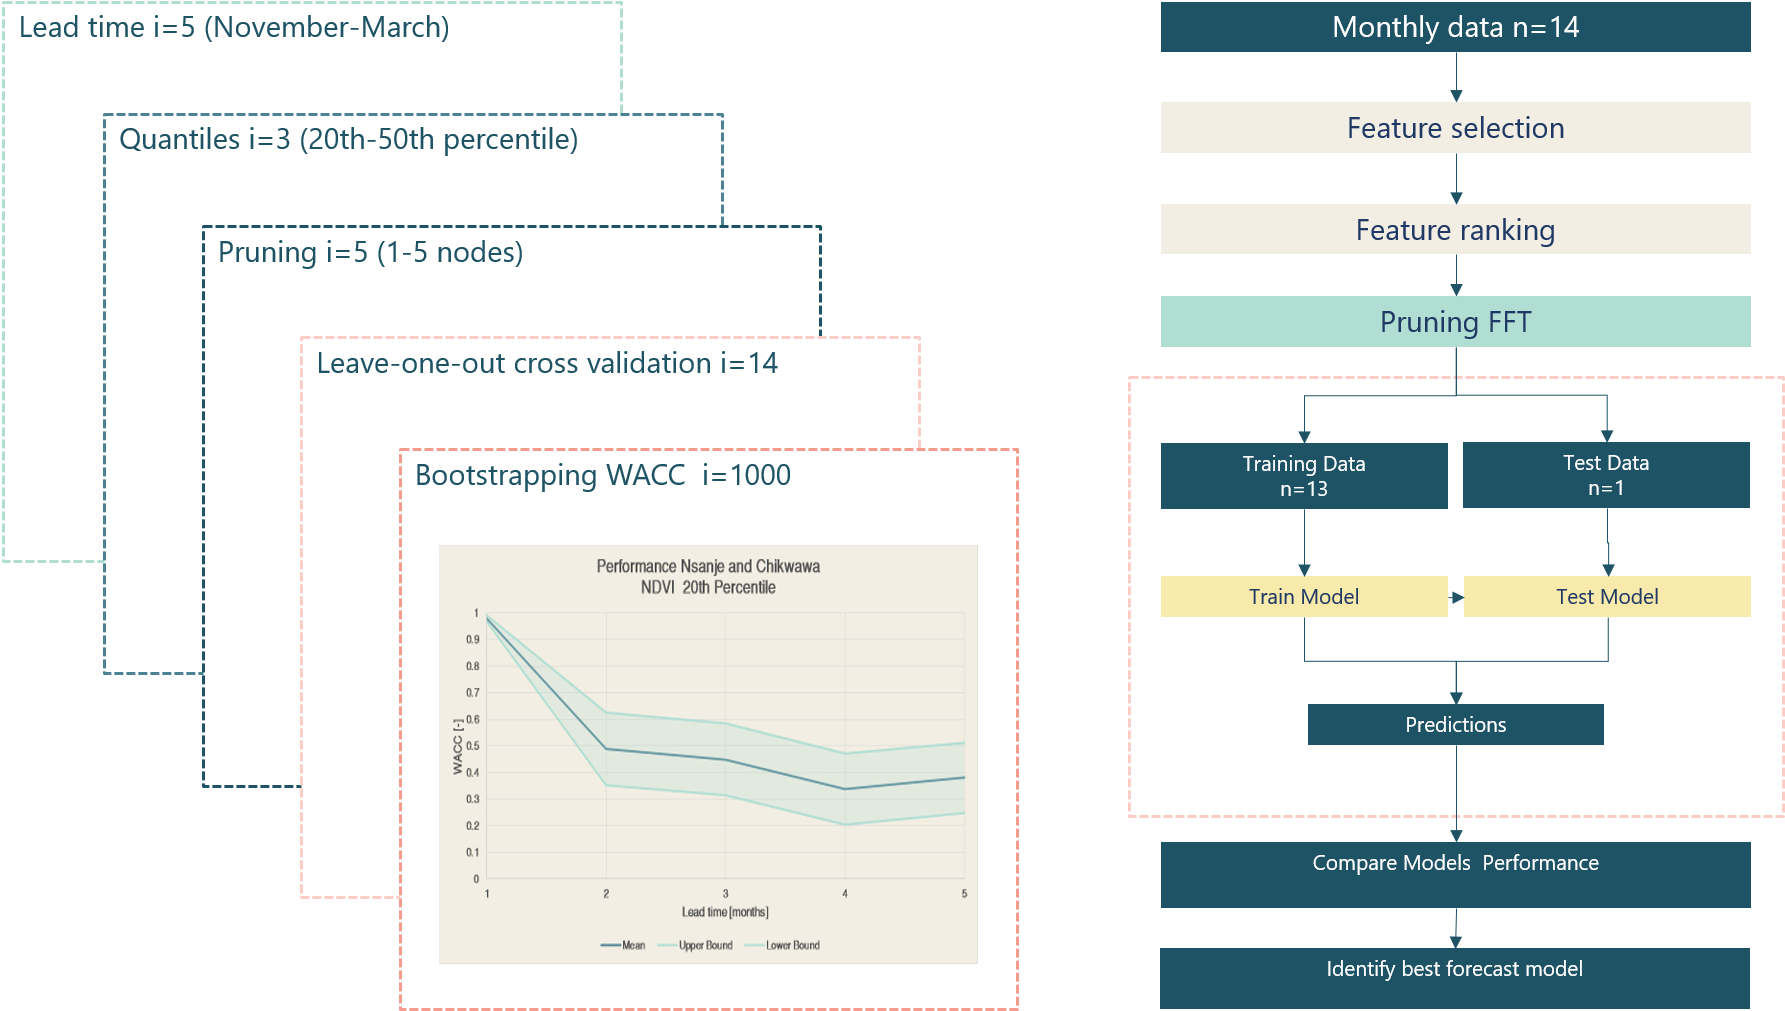 Lead time i=5 (November-March)
Quantiles i=3 (20th-50th percentile)
Pruning i=5 (1-5 nodes)
Leave-one-out cross validation i=14
Bootstrapping WACC  i=1000
Performance Nsanje and Chikwawa
NDVI  20th Percentile
WACC [-]
1
0.9
0.8
0.7
0.6
0.5
0.4
0.3
0.2
0.1
0
1 2 3 4 5
Lead time [months]
Mean Upper Bound Lower Bound
Monthly data n=14
Feature selection
Feature ranking
Pruning FFT
Training Data
n=13
Test Data
n=1
Train Model
Test Model
Predictions
Compare Models  Performance
Identify best forecast model